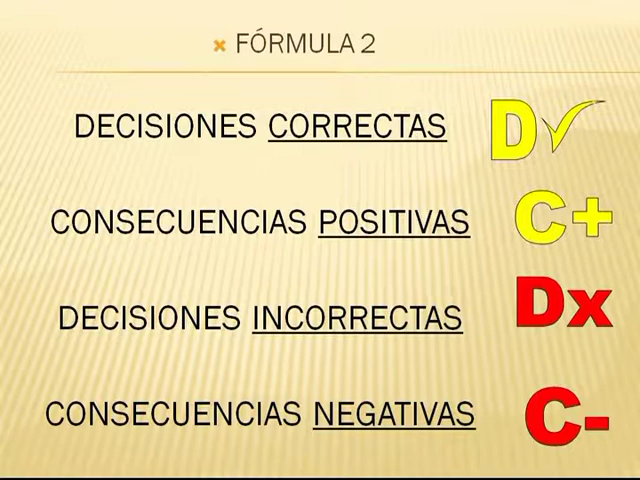 FÓRMULA 2
DECISIONES CORRECTAS D✓
CONSECUENCIAS POSITIVAS C+
DECISIONES INCORRECTAS Dx
CONSECUENCIAS NEGATIVAS C-